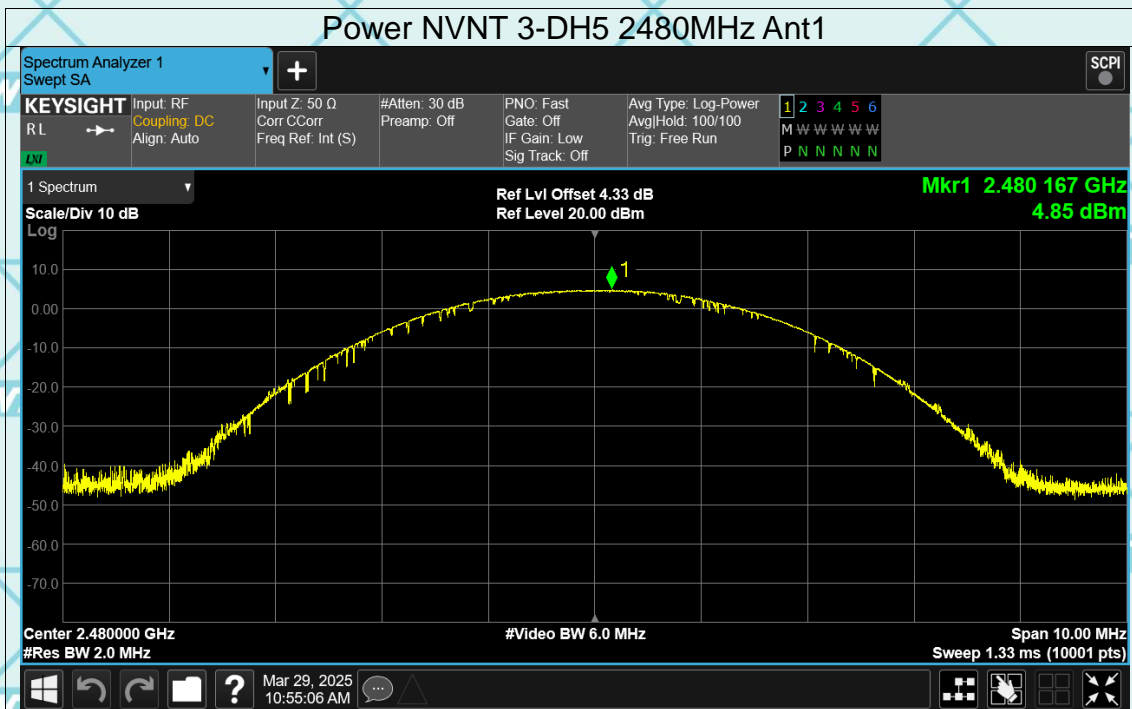 Power NVNT 3-DH5 2480MHz Ant1
Spectrum Analyzer 1
Swept SA
+
SCPI
KEYSIGHT
RL
LXI
Input: RF
Coupling: DC
Align: Auto
Input Z: 50 Ω
Corr CCorr
Freq Ref: Int (S)
#Atten: 30 dB
Preamp: Off
PNO: Fast
Gate: Off
IF Gain: Low
Sig Track: Off
Avg Type: Log-Power
Avg|Hold: 100/100
Trig: Free Run
1 2 3 4 5 6
M W W W W W
P N N N N N
1 Spectrum
Scale/Div 10 dB
Log
Ref Lvl Offset 4.33 dB
Ref Level 20.00 dBm
Mkr1 2.480 167 GHz
4.85 dBm
1
10.0
0.00
-10.0
-20.0
-30.0
-40.0
-50.0
-60.0
-70.0
Center 2.480000 GHz
#Res BW 2.0 MHz
#Video BW 6.0 MHz
Span 10.00 MHz
Sweep 1.33 ms (10001 pts)
?
Mar 29, 2025
10:55:06 AM